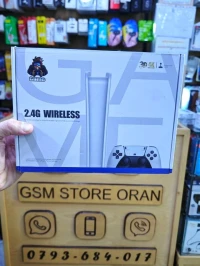 GAME
2.4G WIRELESS
GSM STORE ORAN
0793-684-017